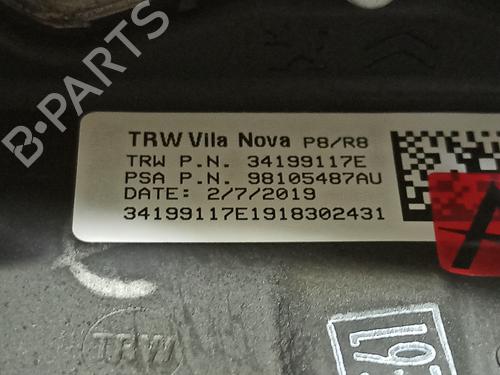 TRW Vila Nova P8/R8
TRW P.N. 34199117E
PSA P.N. 98105487AU
DATE: 2/7/2019
34199117E1918302431
TRW
B-PARTS